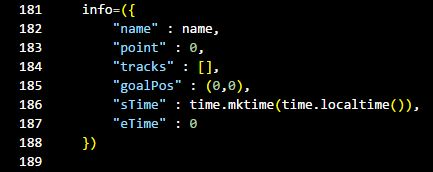 181 info=({
182 "name" : name,
183 "point" : 0,
184 "tracks" : [],
185 "goalPos" : (0,0),
186 "sTime" : time.mktime(time.localtime()),
187 "eTime" : 0
188 })
189